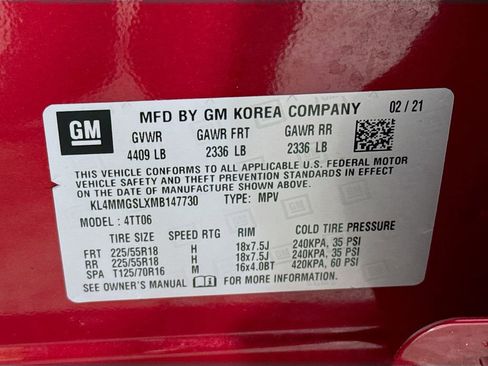 GM
MFD BY GM KOREA COMPANY 02 / 21
GVWR GAWR FRT GAWR RR
4409 LB 2336 LB 2336 LB
THIS VEHICLE CONFORMS TO ALL APPLICABLE U.S. FEDERAL MOTOR
VEHICLE SAFETY AND THEFT PREVENTION STANDARDS IN EFFECT ON
THE DATE OF MANUFACTURE SHOWN ABOVE.
KL4MMGSLXMB147730 TYPE: MPV
MODEL : 4TT06
TIRE SIZE SPEED RTG RIM COLD TIRE PRESSURE
FRT 225/55R18 H 18x7.5J 240KPA, 35 PSI
RR 225/55R18 H 18x7.5J 240KPA, 35 PSI
SPA T125/70R16 M 16x4.0BT 420KPA, 60 PSI
SEE OWNER'S MANUAL FOR MORE INFORMATION.